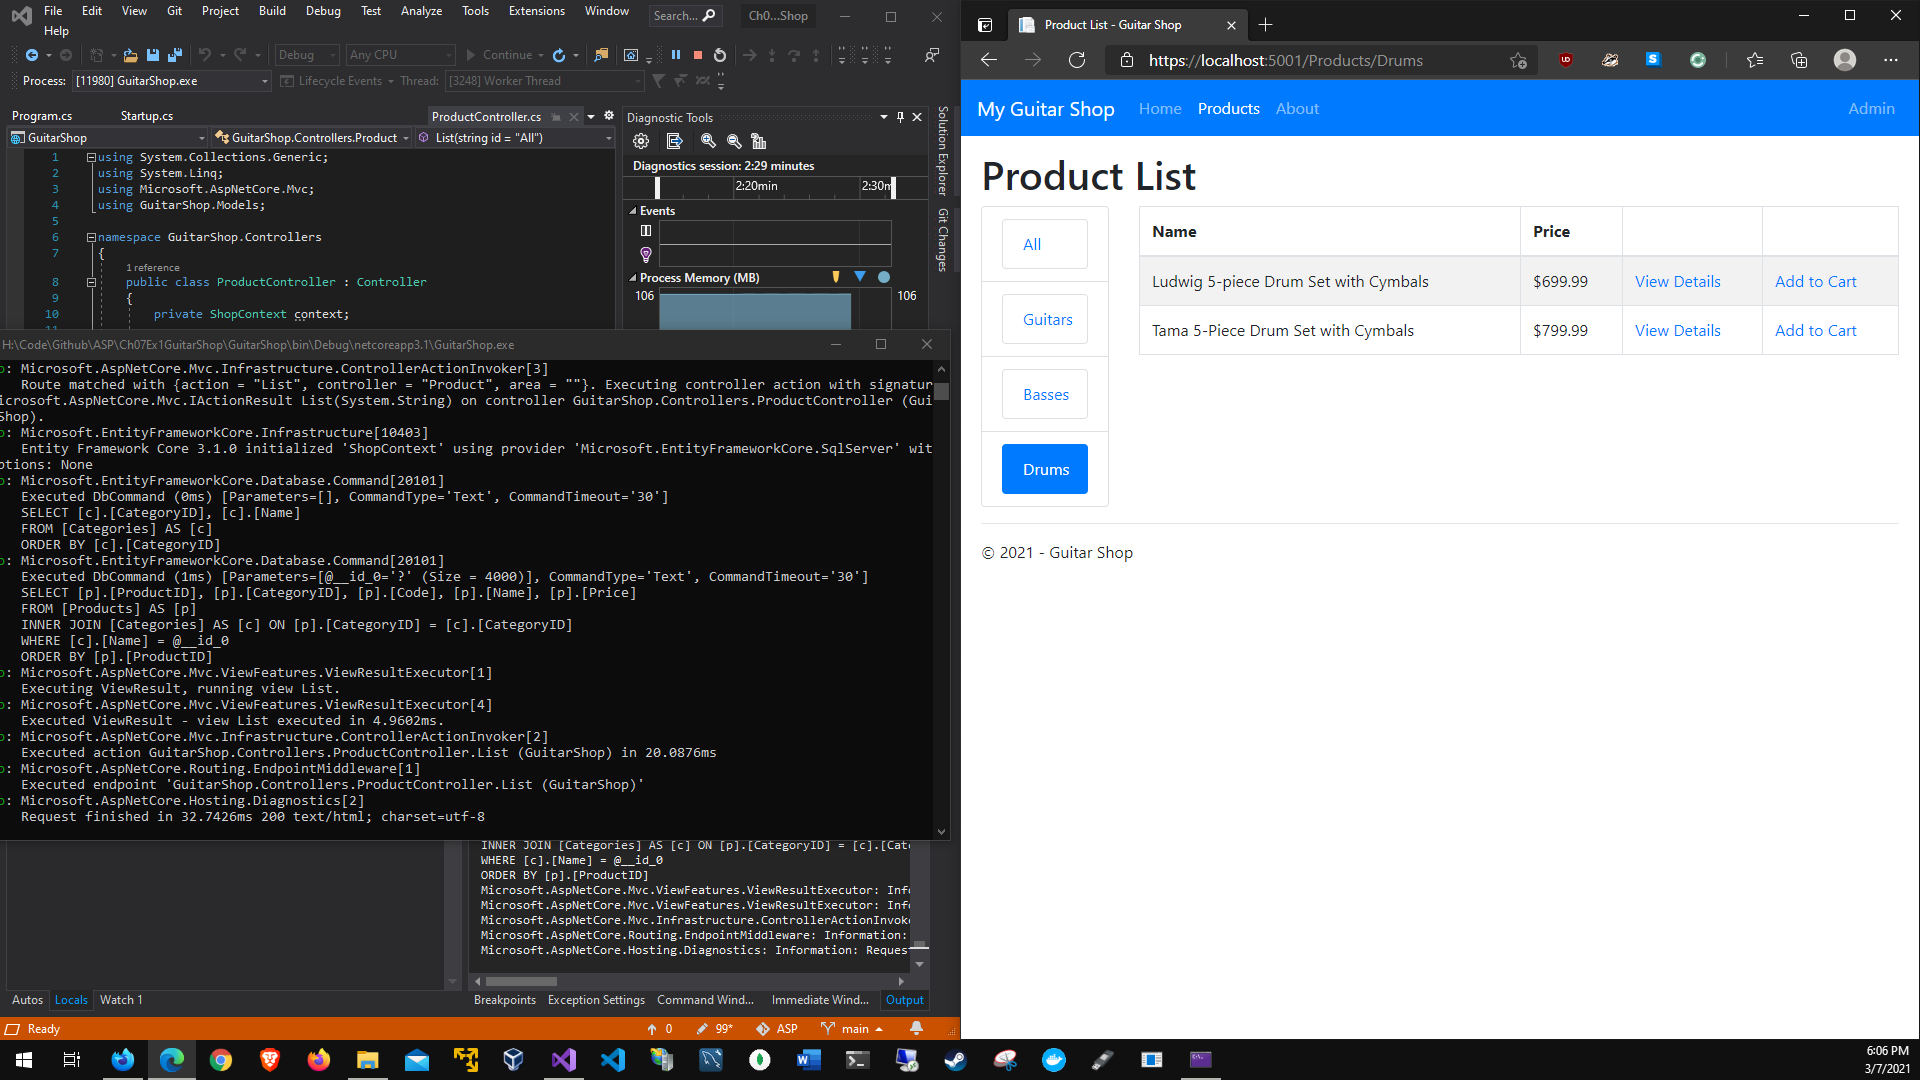 File Edit View Git Project Build Debug Test Analyze Tools Extensions Window Search... Ch0...Shop
Help
Debug Any CPU Continue
Process: [11980] GuitarShop.exe Lifecycle Events Thread: [3248] Worker Thread
Program.cs Startup.cs ProductController.cs
GuitarShop GuitarShop.Controllers.Product List(string id = "All")
1 using System.Collections.Generic;
2 using System.Linq;
3 using Microsoft.AspNetCore.Mvc;
4 using GuitarShop.Models;
5
6 namespace GuitarShop.Controllers
7 {
1 reference
8 public class ProductController : Controller
9 {
10 private ShopContext context;
11
Diagnostic Tools
Diagnostics session: 2:29 minutes
2:20min 2:30m
Events
Process Memory (MB)
106 106
Solution Explorer
Git Changes
H:\Code\Github\ASP\Ch07Ex1GuitarShop\GuitarShop\bin\Debug\netcoreapp3.1\GuitarShop.exe
o: Microsoft.AspNetCore.Mvc.Infrastructure.ControllerActionInvoker[3]
Route matched with {action = "List", controller = "Product", area = ""}. Executing controller action with signatur
icrosoft.AspNetCore.Mvc.IActionResult List(System.String) on controller GuitarShop.Controllers.ProductController (Gui
Shop).
o: Microsoft.EntityFrameworkCore.Infrastructure[10403]
Entity Framework Core 3.1.0 initialized 'ShopContext' using provider 'Microsoft.EntityFrameworkCore.SqlServer' wit
ptions: None
o: Microsoft.EntityFrameworkCore.Database.Command[20101]
Executed DbCommand (0ms) [Parameters=[], CommandType='Text', CommandTimeout='30']
SELECT [c].[CategoryID], [c].[Name]
FROM [Categories] AS [c]
ORDER BY [c].[CategoryID]
o: Microsoft.EntityFrameworkCore.Database.Command[20101]
Executed DbCommand (1ms) [Parameters=[@__id_0='?' (Size = 4000)], CommandType='Text', CommandTimeout='30']
SELECT [p].[ProductID], [p].[CategoryID], [p].[Code], [p].[Name], [p].[Price]
FROM [Products] AS [p]
INNER JOIN [Categories] AS [c] ON [p].[CategoryID] = [c].[CategoryID]
WHERE [c].[Name] = @__id_0
ORDER BY [p].[ProductID]
o: Microsoft.AspNetCore.Mvc.ViewFeatures.ViewResultExecutor[1]
Executing ViewResult, running view List.
o: Microsoft.AspNetCore.Mvc.ViewFeatures.ViewResultExecutor[4]
Executed ViewResult - view List executed in 4.9602ms.
o: Microsoft.AspNetCore.Mvc.Infrastructure.ControllerActionInvoker[2]
Executed action GuitarShop.Controllers.ProductController.List (GuitarShop) in 20.0876ms
o: Microsoft.AspNetCore.Routing.EndpointMiddleware[1]
Executed endpoint 'GuitarShop.Controllers.ProductController.List (GuitarShop)'
o: Microsoft.AspNetCore.Hosting.Diagnostics[2]
Request finished in 32.7426ms 200 text/html; charset=utf-8
INNER JOIN [Categories] AS [c] ON [p].[CategoryID] = [c].[Cat
WHERE [c].[Name] = @__id_0
ORDER BY [p].[ProductID]
Microsoft.AspNetCore.Mvc.ViewFeatures.ViewResultExecutor: Inf
Microsoft.AspNetCore.Mvc.ViewFeatures.ViewResultExecutor: Inf
Microsoft.AspNetCore.Mvc.Infrastructure.ControllerActionInvok
Microsoft.AspNetCore.Routing.EndpointMiddleware: Information:
Microsoft.AspNetCore.Hosting.Diagnostics: Information: Reques
Autos Locals Watch 1
Breakpoints Exception Settings Command Wind... Immediate Wind... Output
Ready 0 99* ASP main
Product List - Guitar Shop
https://localhost:5001/Products/Drums
My Guitar Shop Home Products About Admin
Product List
All
Guitars
Basses
Drums
Name Price
Ludwig 5-piece Drum Set with Cymbals $699.99 View Details Add to Cart
Tama 5-Piece Drum Set with Cymbals $799.99 View Details Add to Cart
© 2021 - Guitar Shop
6:06 PM
3/7/2021